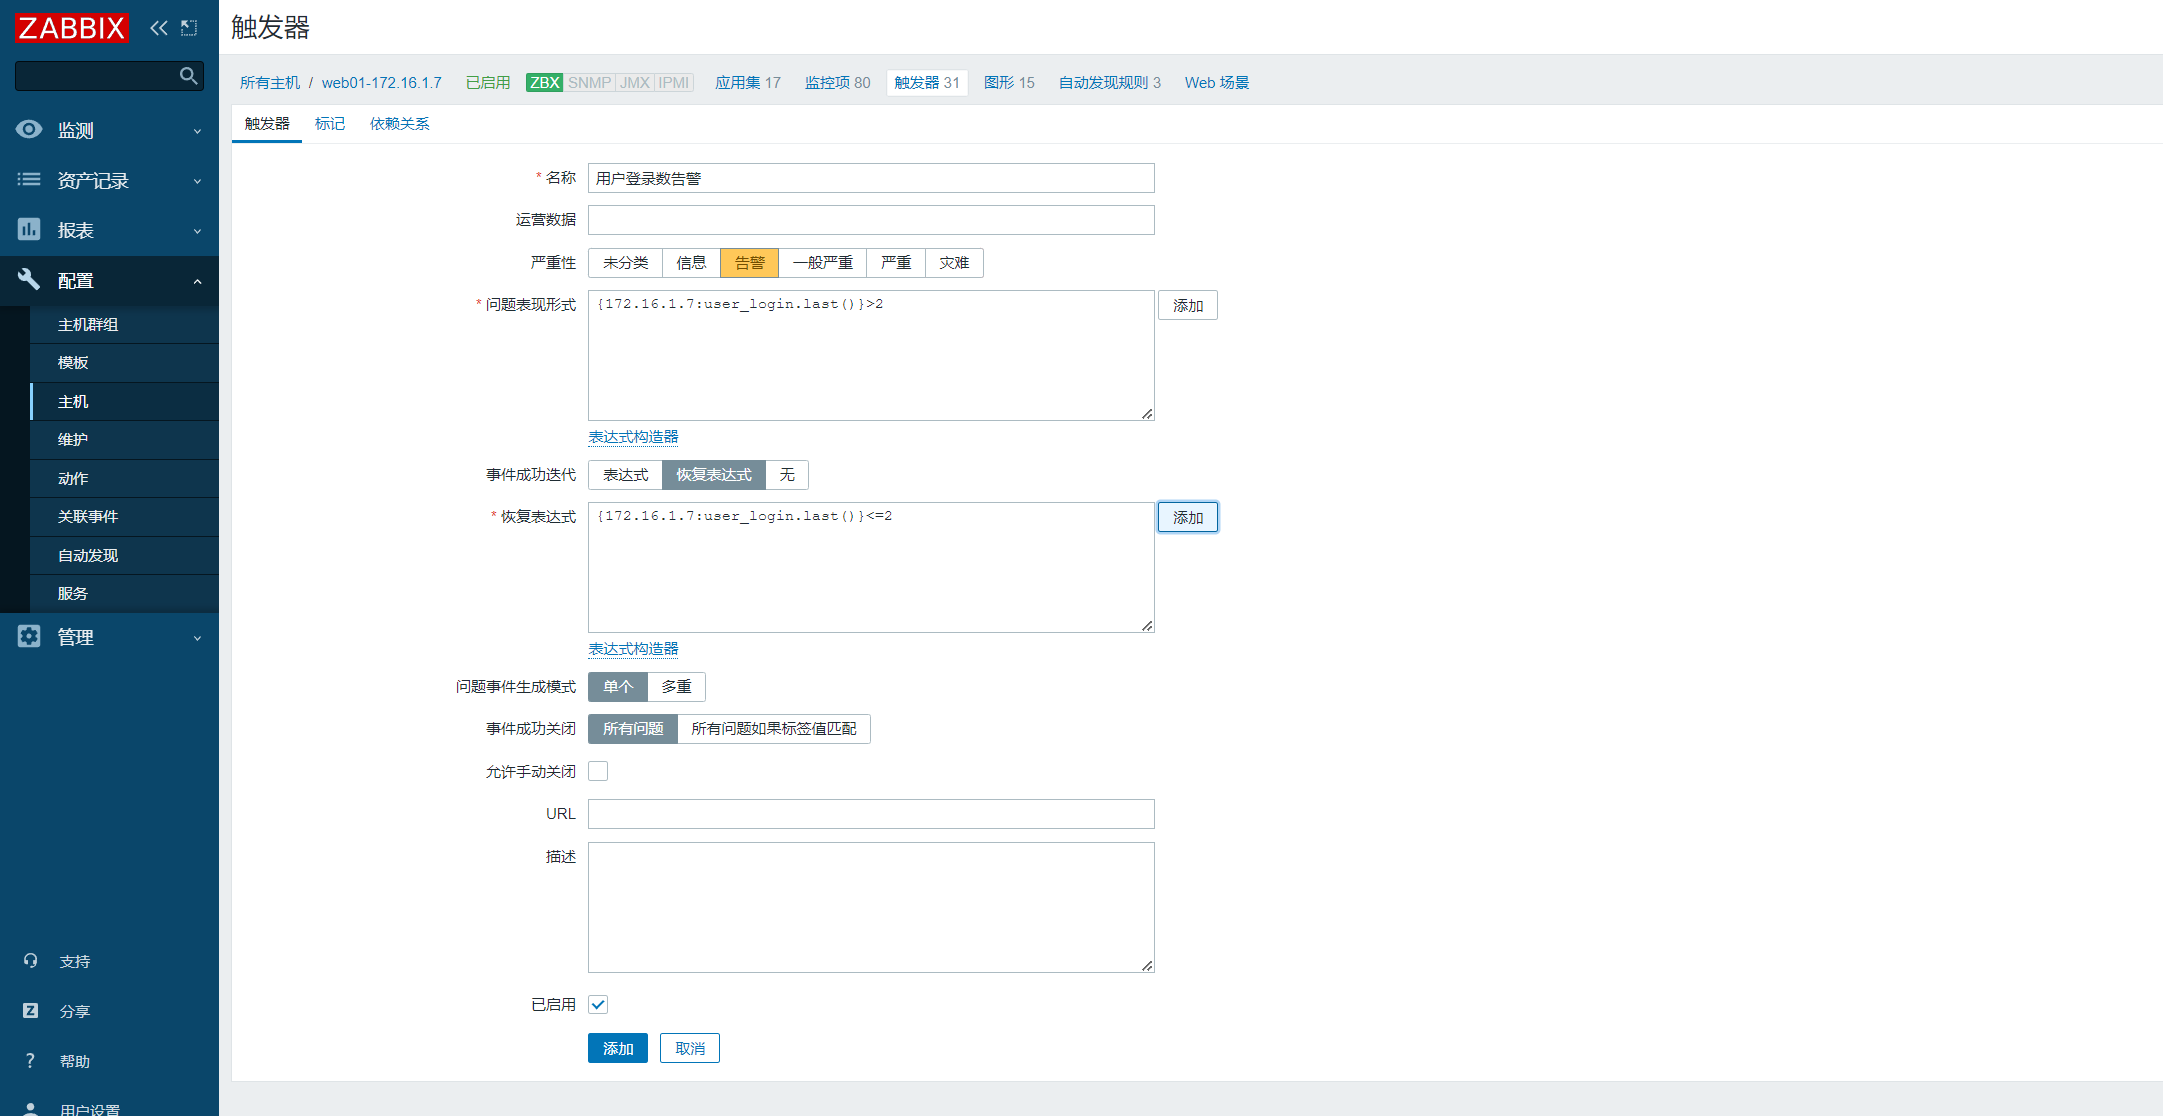 ZABBIX
监测
资产记录
报表
配置
主机群组
模板
主机
维护
动作
关联事件
自动发现
服务
管理
支持
分享
帮助
用户设置
触发器
所有主机 / web01-172.16.1.7 已启用 ZBX SNMP JMX IPMI 应用集 17 监控项 80 触发器 31 图形 15 自动发现规则 3 Web 场景
触发器 标记 依赖关系
* 名称 用户登录数告警
运营数据
严重性 未分类 信息 告警 一般严重 严重 灾难
* 问题表现形式 {172.16.1.7:user_login.last()}>2 添加
表达式构造器
事件成功迭代 表达式 恢复表达式 无
* 恢复表达式 {172.16.1.7:user_login.last()}<=2 添加
表达式构造器
问题事件生成模式 单个 多重
事件成功关闭 所有问题 所有问题如果标签值匹配
允许手动关闭
URL
描述
已启用
添加 取消